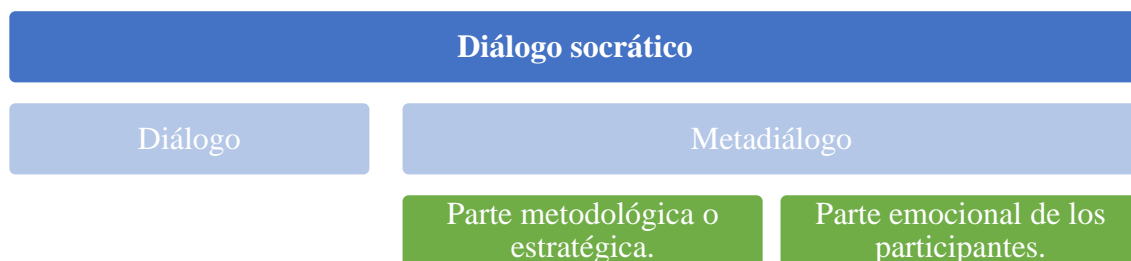 Diálogo socrático
Diálogo
Metadiálogo
Parte metodológica o
estratégica.
Parte emocional de los
participantes.